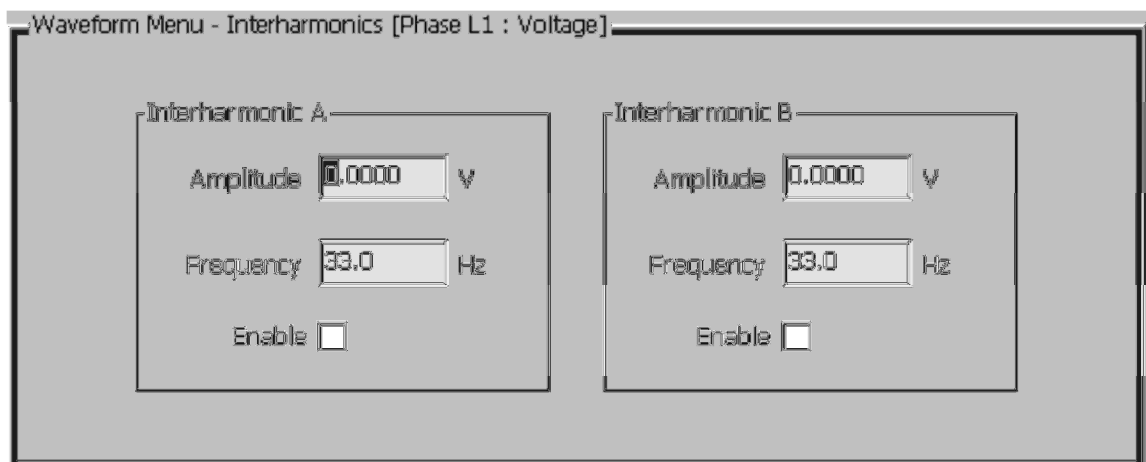 Waveform Menu - Interharmonics [Phase L1 : Voltage]
Interharmonic A
Amplitude 0.0000 V
Frequency 33.0 Hz
Enable
Interharmonic B
Amplitude 0.0000 V
Frequency 33.0 Hz
Enable